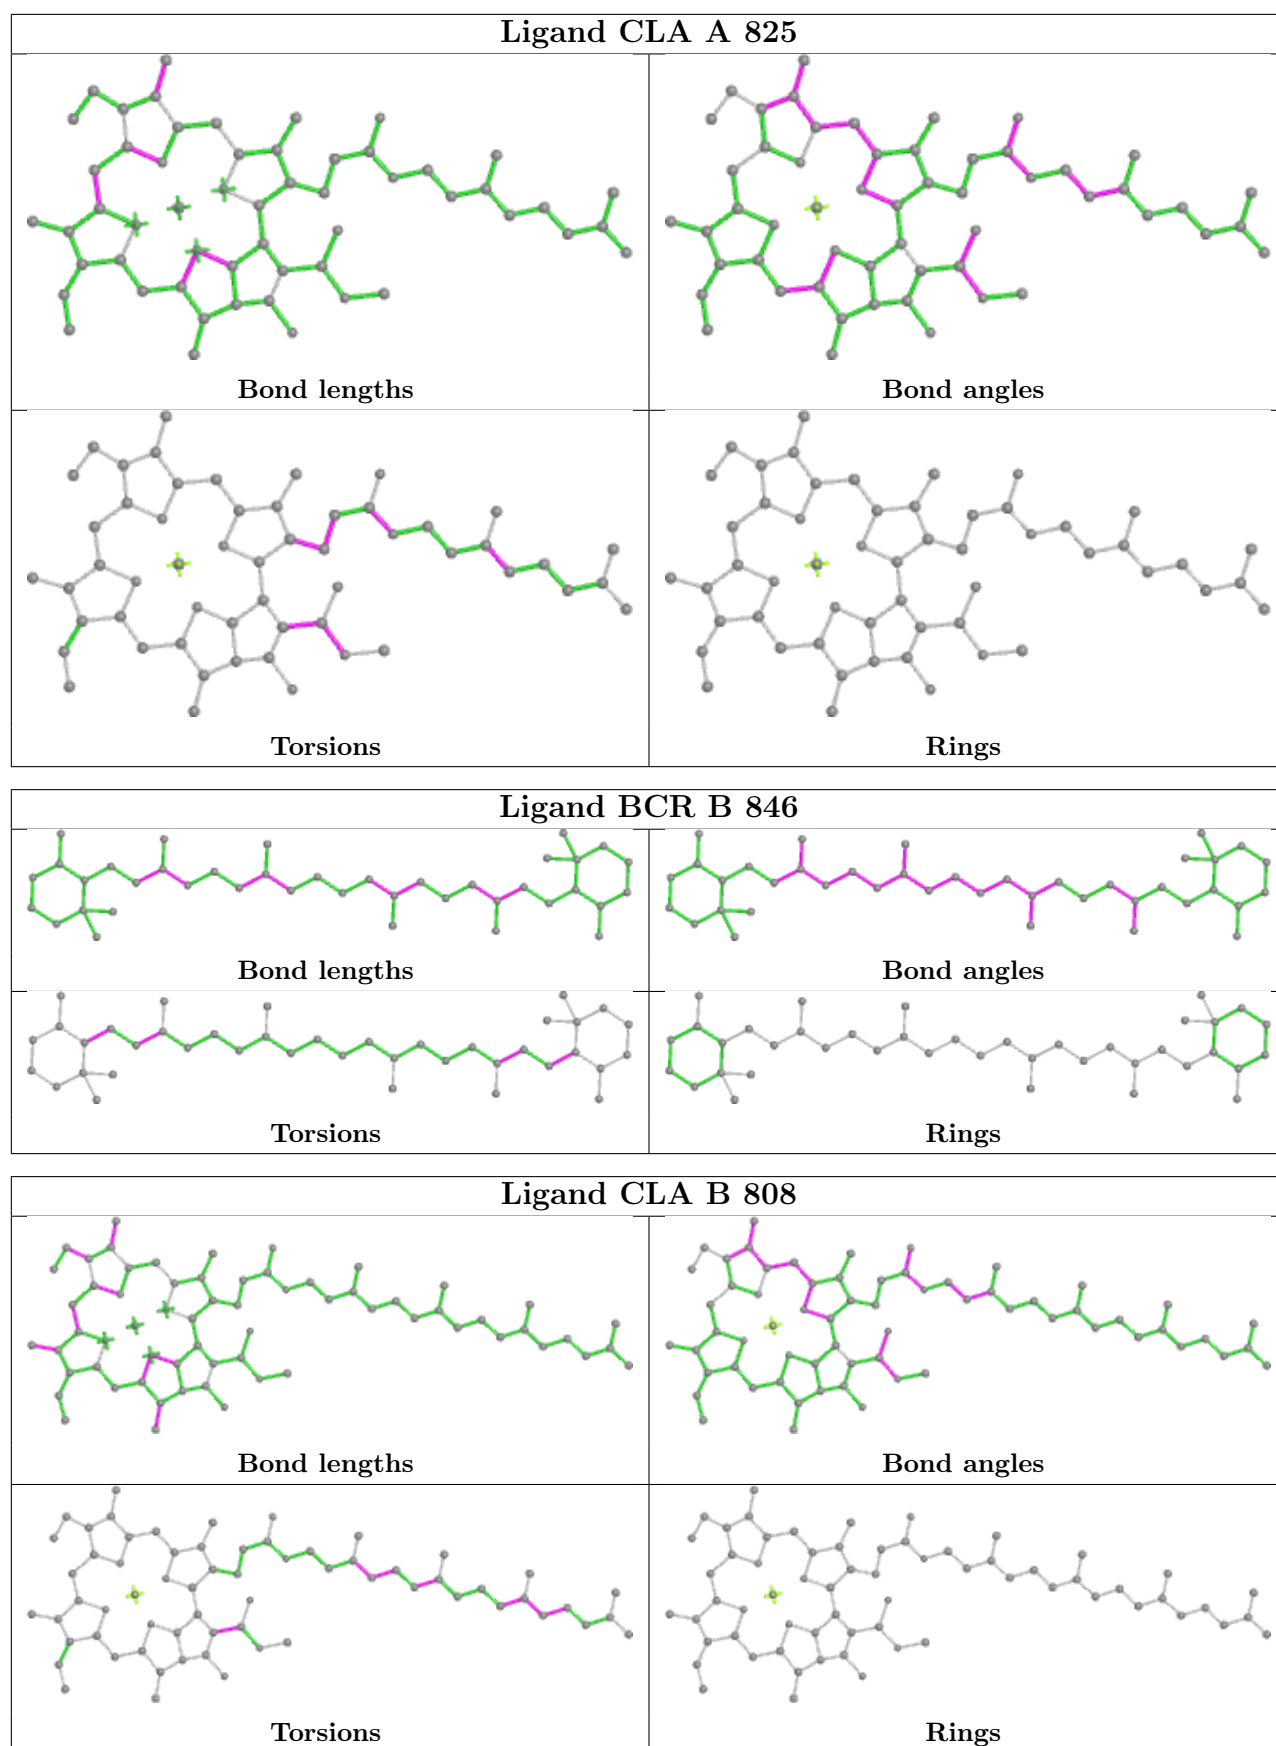 Ligand CLA A 825
Bond lengths
Bond angles
Torsions
Rings
Ligand BCR B 846
Bond lengths
Bond angles
Torsions
Rings
Ligand CLA B 808
Bond lengths
Bond angles
Torsions
Rings